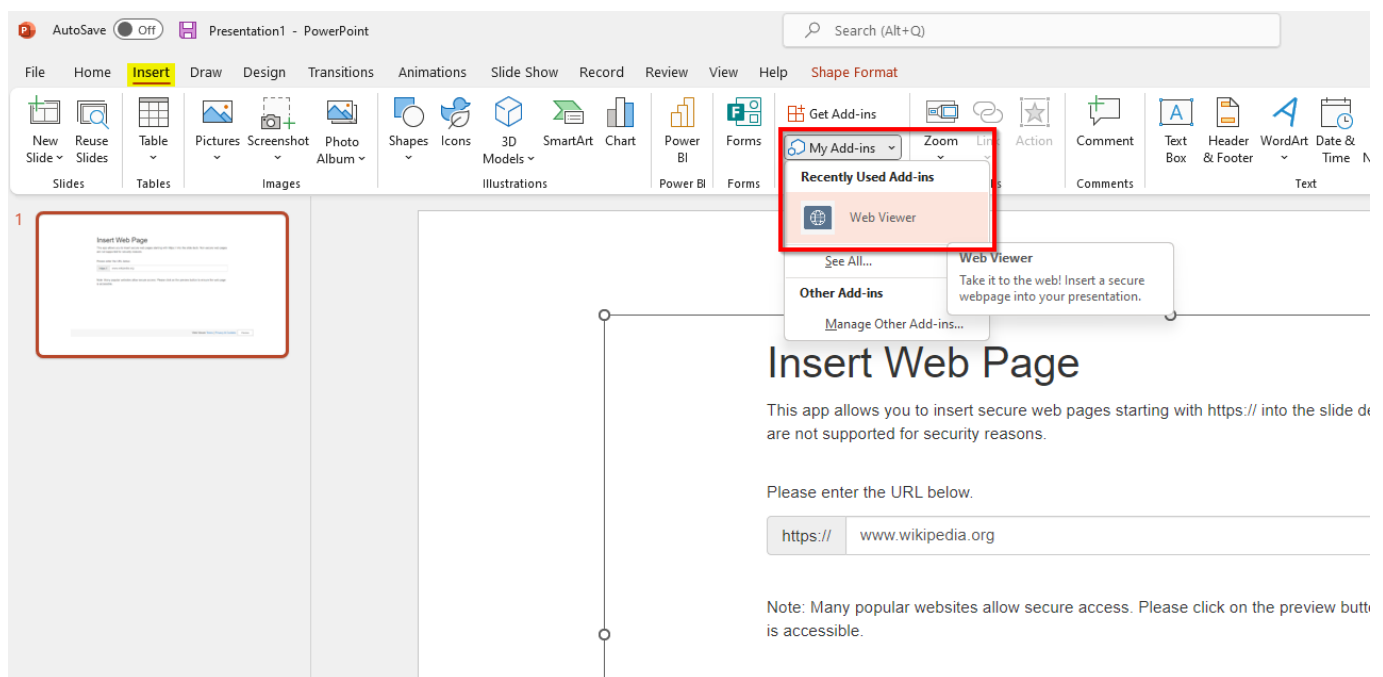 AutoSave Off Presentation1 - PowerPoint Search (Alt+Q)
File Home Insert Draw Design Transitions Animations Slide Show Record Review View Help Shape Format
New Slide Reuse Slides Table Pictures Screenshot Photo Album Shapes Icons 3D Models SmartArt Chart Power BI Forms Get Add-ins My Add-ins Zoom Link Action Comment Text Box Header & Footer WordArt Date & Time N
Slides Tables Images Illustrations Power BI Forms Comments Text
Recently Used Add-ins
Web Viewer
See All...
Other Add-ins
Manage Other Add-ins...
Web Viewer
Take it to the web! Insert a secure
webpage into your presentation.
1
Insert Web Page
Insert Web Page
This app allows you to insert secure web pages starting with https:// into the slide
are not supported for security reasons.
Please enter the URL below.
https:// www.wikipedia.org
Note: Many popular websites allow secure access. Please click on the preview
is accessible.